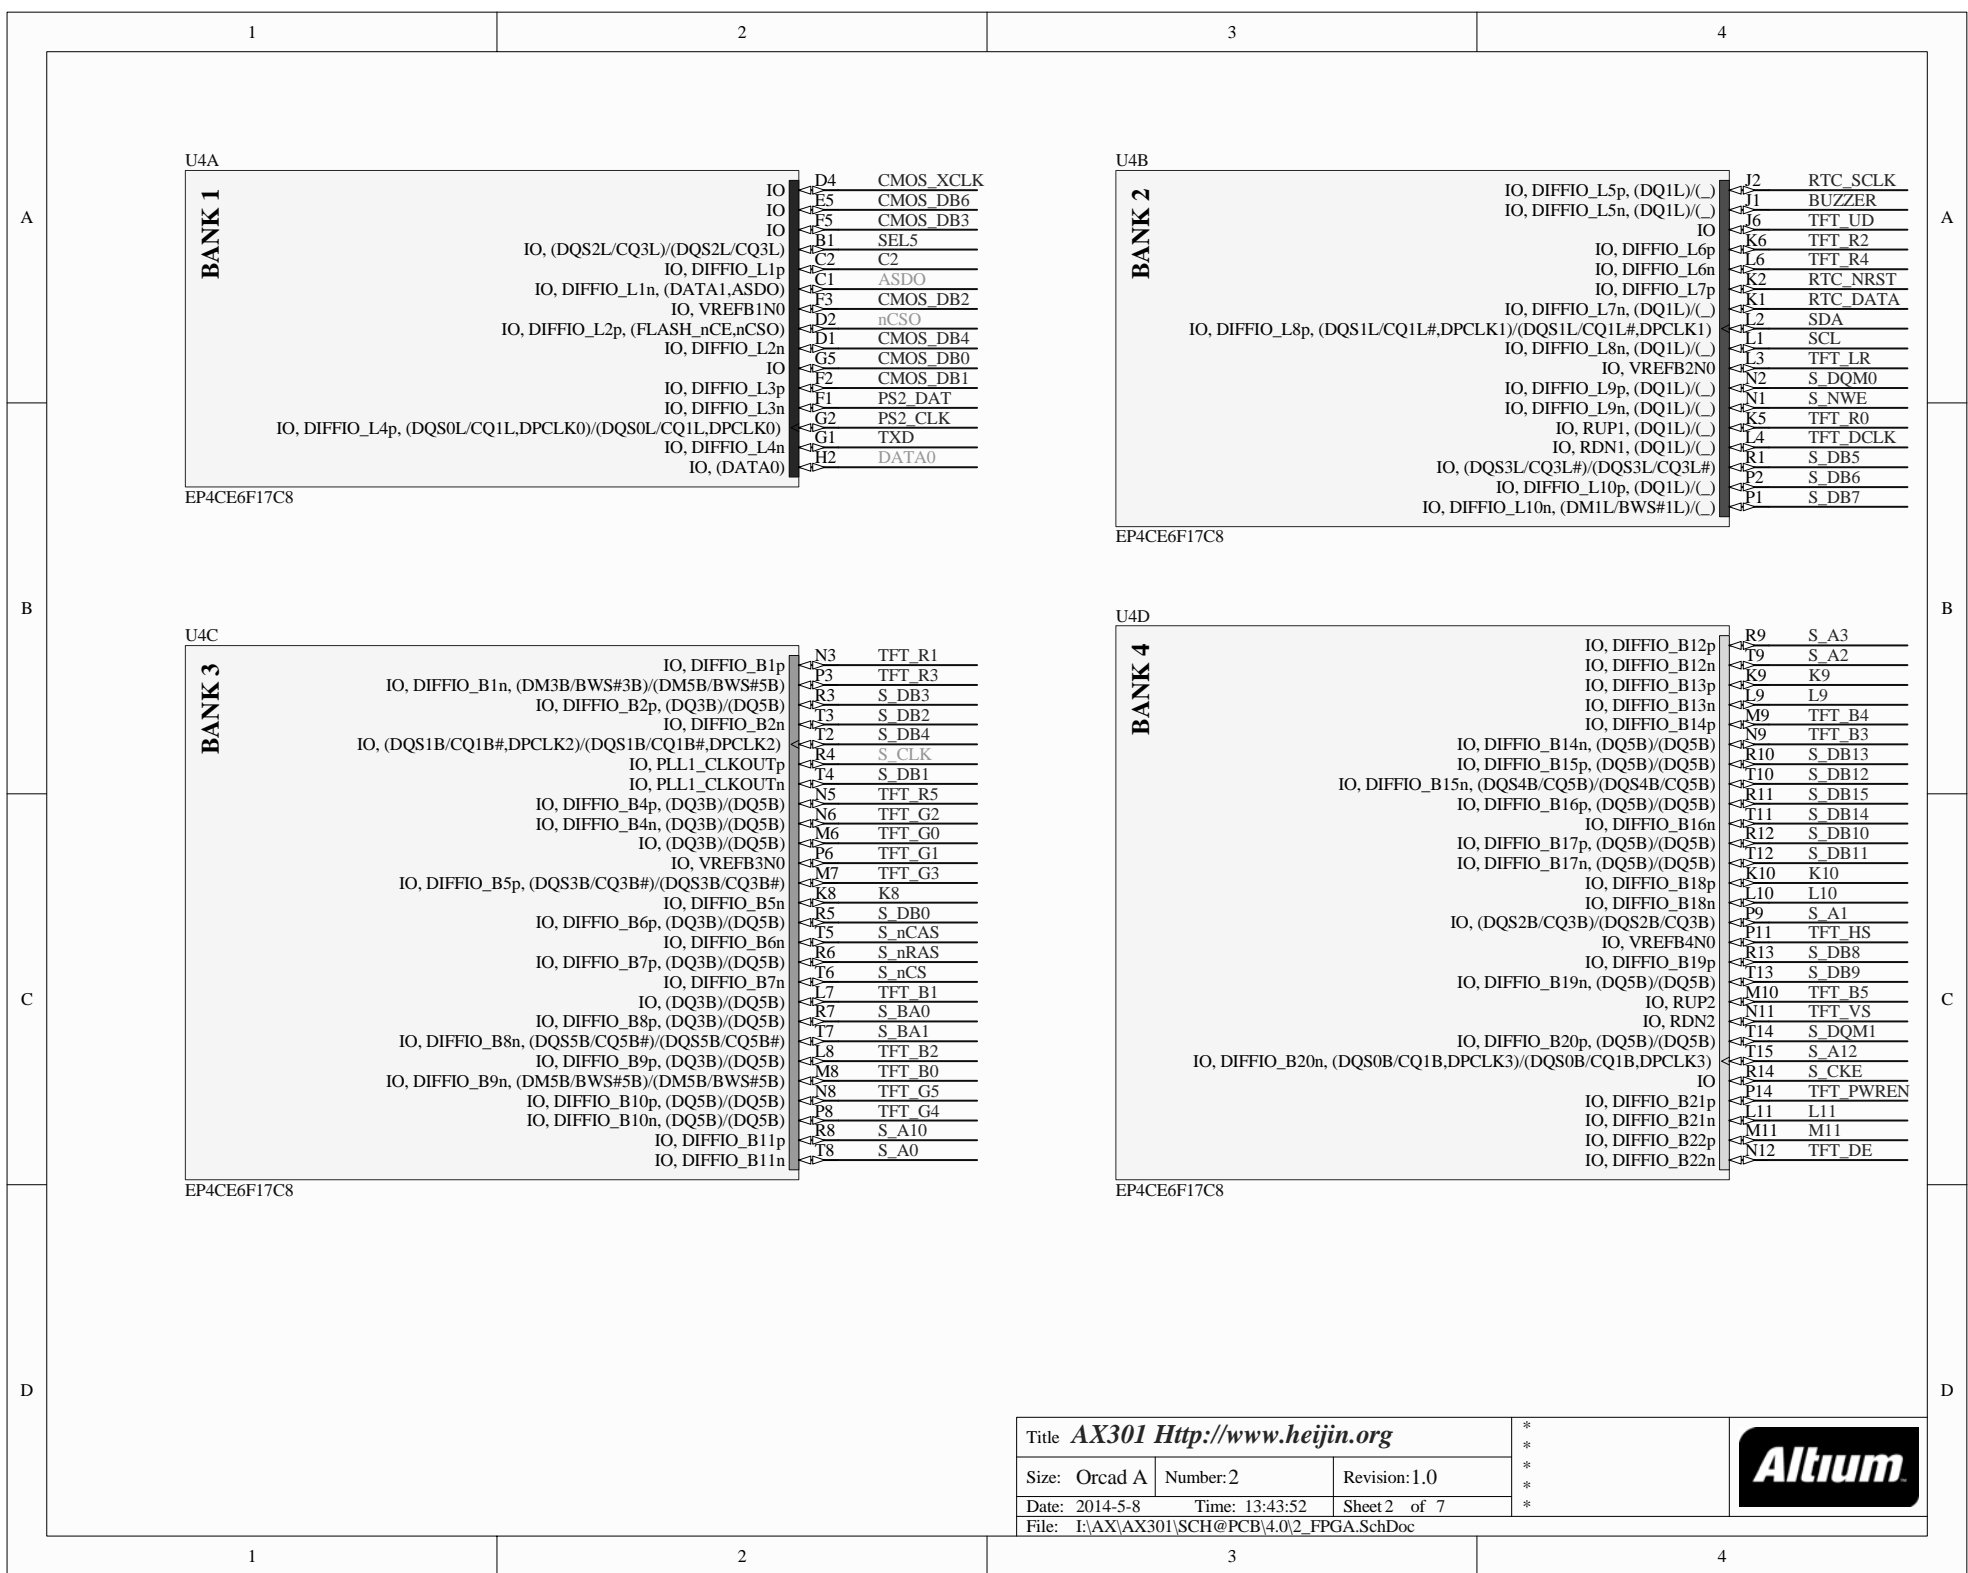 1 2 3 4
A A
B B
C C
D D
U4A
BANK 1
IO D4 CMOS_XCLK
IO E5 CMOS_DB6
IO F5 CMOS_DB3
IO, (DQS2L/CQ3L)/(DQS2L/CQ3L) B1 SEL5
IO, DIFFIO_L1p C2 C2
IO, DIFFIO_L1n, (DATA1,ASDO) C1 ASDO
IO, VREFB1N0 F3 CMOS_DB2
IO, DIFFIO_L2p, (FLASH_nCE,nCSO) D2 nCSO
IO, DIFFIO_L2n D1 CMOS_DB4
IO G5 CMOS_DB0
IO, DIFFIO_L3p F2 CMOS_DB1
IO, DIFFIO_L3n F1 PS2_DAT
IO, DIFFIO_L4p, (DQS0L/CQ1L,DPCLK0)/(DQS0L/CQ1L,DPCLK0) G2 PS2_CLK
IO, DIFFIO_L4n G1 TXD
IO, (DATA0) H2 DATA0
EP4CE6F17C8
U4B
BANK 2
IO, DIFFIO_L5p, (DQ1L)/(_) J2 RTC_SCLK
IO, DIFFIO_L5n, (DQ1L)/(_) J1 BUZZER
IO J6 TFT_UD
IO, DIFFIO_L6p K6 TFT_R2
IO, DIFFIO_L6n L6 TFT_R4
IO, DIFFIO_L7p K2 RTC_NRST
IO, DIFFIO_L7n, (DQ1L)/(_) K1 RTC_DATA
IO, DIFFIO_L8p, (DQS1L/CQ1L#,DPCLK1)/(DQS1L/CQ1L#,DPCLK1) L2 SDA
IO, DIFFIO_L8n, (DQ1L)/(_) L1 SCL
IO, VREFB2N0 L3 TFT_LR
IO, DIFFIO_L9p, (DQ1L)/(_) N2 S_DQM0
IO, DIFFIO_L9n, (DQ1L)/(_) N1 S_NWE
IO, RUP1, (DQ1L)/(_) K5 TFT_R0
IO, RDN1, (DQ1L)/(_) L4 TFT_DCLK
IO, (DQS3L/CQ3L#)/(DQS3L/CQ3L#) R1 S_DB5
IO, DIFFIO_L10p, (DQ1L)/(_) P2 S_DB6
IO, DIFFIO_L10n, (DM1L/BWS#1L)/(_) P1 S_DB7
EP4CE6F17C8
U4C
BANK 3
IO, DIFFIO_B1p N3 TFT_R1
IO, DIFFIO_B1n, (DM3B/BWS#3B)/(DM5B/BWS#5B) P3 TFT_R3
IO, DIFFIO_B2p, (DQ3B)/(DQ5B) R3 S_DB3
IO, DIFFIO_B2n T3 S_DB2
IO, (DQS1B/CQ1B#,DPCLK2)/(DQS1B/CQ1B#,DPCLK2) T2 S_DB4
IO, PLL1_CLKOUTp R4 S_CLK
IO, PLL1_CLKOUTn T4 S_DB1
IO, DIFFIO_B4p, (DQ3B)/(DQ5B) N5 TFT_R5
IO, DIFFIO_B4n, (DQ3B)/(DQ5B) N6 TFT_G2
IO, (DQ3B)/(DQ5B) M6 TFT_G0
IO, VREFB3N0 P6 TFT_G1
IO, DIFFIO_B5p, (DQS3B/CQ3B#)/(DQS3B/CQ3B#) M7 TFT_G3
IO, DIFFIO_B5n K8 K8
IO, DIFFIO_B6p, (DQ3B)/(DQ5B) R5 S_DB0
IO, DIFFIO_B6n T5 S_nCAS
IO, DIFFIO_B7p, (DQ3B)/(DQ5B) R6 S_nRAS
IO, DIFFIO_B7n T6 S_nCS
IO, (DQ3B)/(DQ5B) L7 TFT_B1
IO, DIFFIO_B8p, (DQ3B)/(DQ5B) R7 S_BA0
IO, DIFFIO_B8n, (DQS5B/CQ5B#)/(DQS5B/CQ5B#) T7 S_BA1
IO, DIFFIO_B9p, (DQ3B)/(DQ5B) L8 TFT_B2
IO, DIFFIO_B9n, (DM5B/BWS#5B)/(DM5B/BWS#5B) M8 TFT_B0
IO, DIFFIO_B10p, (DQ5B)/(DQ5B) N8 TFT_G5
IO, DIFFIO_B10n, (DQ5B)/(DQ5B) P8 TFT_G4
IO, DIFFIO_B11p R8 S_A10
IO, DIFFIO_B11n T8 S_A0
EP4CE6F17C8
U4D
BANK 4
IO, DIFFIO_B12p R9 S_A3
IO, DIFFIO_B12n T9 S_A2
IO, DIFFIO_B13p K9 K9
IO, DIFFIO_B13n L9 L9
IO, DIFFIO_B14p M9 TFT_B4
IO, DIFFIO_B14n, (DQ5B)/(DQ5B) N9 TFT_B3
IO, DIFFIO_B15p, (DQ5B)/(DQ5B) R10 S_DB13
IO, DIFFIO_B15n, (DQS4B/CQ5B)/(DQS4B/CQ5B) T10 S_DB12
IO, DIFFIO_B16p, (DQ5B)/(DQ5B) R11 S_DB15
IO, DIFFIO_B16n T11 S_DB14
IO, DIFFIO_B17p, (DQ5B)/(DQ5B) R12 S_DB10
IO, DIFFIO_B17n, (DQ5B)/(DQ5B) T12 S_DB11
IO, DIFFIO_B18p K10 K10
IO, DIFFIO_B18n L10 L10
IO, (DQS2B/CQ3B)/(DQS2B/CQ3B) P9 S_A1
IO, VREFB4N0 P11 TFT_HS
IO, DIFFIO_B19p R13 S_DB8
IO, DIFFIO_B19n, (DQ5B)/(DQ5B) T13 S_DB9
IO, RUP2 M10 TFT_B5
IO, RDN2 N11 TFT_VS
IO, DIFFIO_B20p, (DQ5B)/(DQ5B) T14 S_DQM1
IO, DIFFIO_B20n, (DQS0B/CQ1B,DPCLK3)/(DQS0B/CQ1B,DPCLK3) T15 S_A12
IO R14 S_CKE
IO, DIFFIO_B21p P14 TFT_PWREN
IO, DIFFIO_B21n L11 L11
IO, DIFFIO_B22p M11 M11
IO, DIFFIO_B22n N12 TFT_DE
EP4CE6F17C8
Title AX301 Http://www.heijin.org
Size: Orcad A Number:2 Revision:1.0
Date: 2014-5-8 Time: 13:43:52 Sheet 2 of 7
File: I:\AX\AX301\SCH@PCB\4.0\2_FPGA.SchDoc
*
*
*
*
*
Altium
1 2 3 4